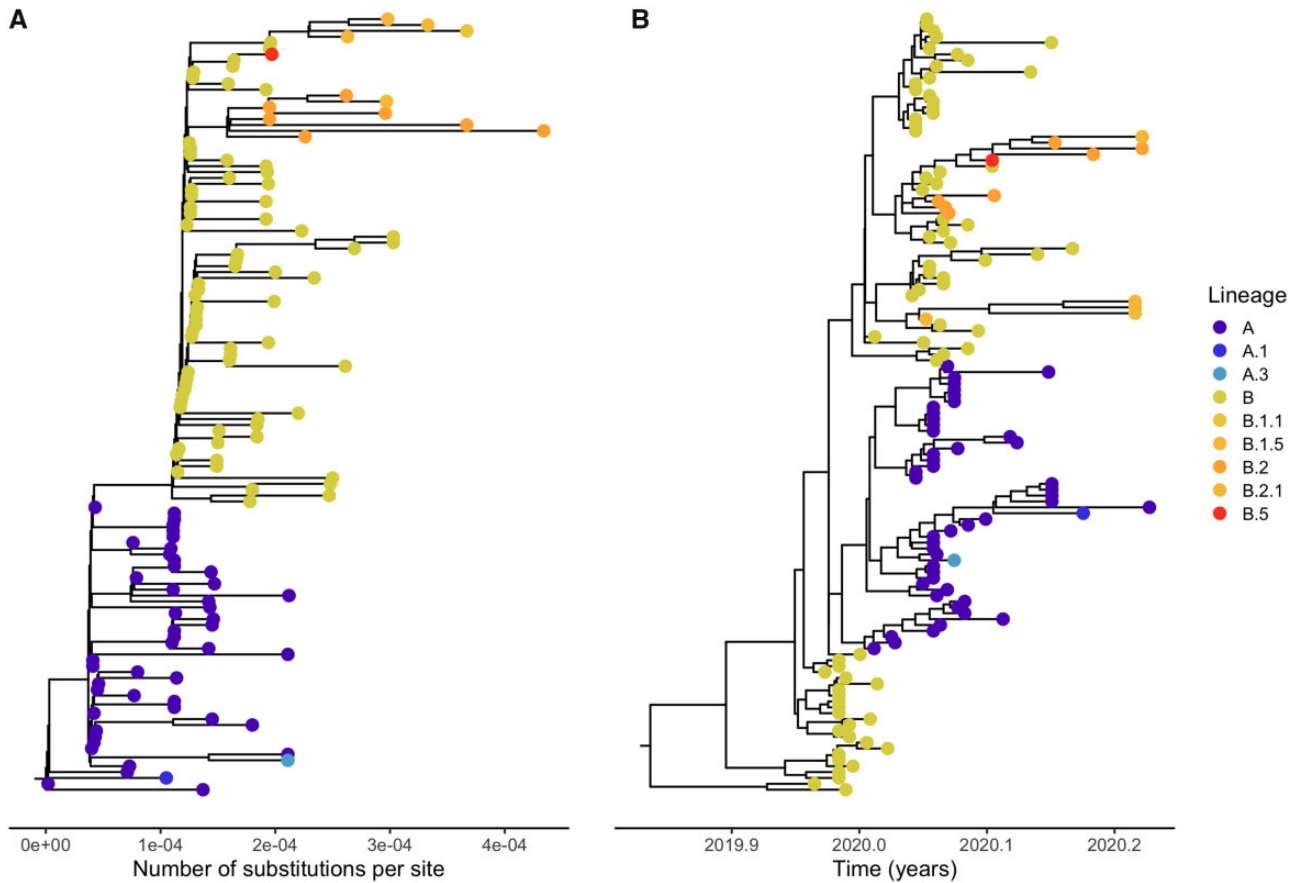 A
B
Lineage
A
A.1
A.3
B
B.1.1
B.1.5
B.2
B.2.1
B.5
0e+00 1e-04 2e-04 3e-04 4e-04
Number of substitutions per site
2019.9 2020.0 2020.1 2020.2
Time (years)